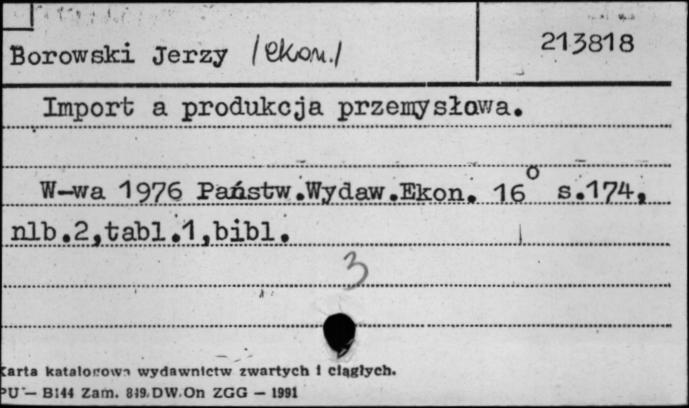 Borowski Jerzy /ekon./ 213818
Import a produkcja przemysłowa.
W-wa 1976 Państw.Wydaw.Ekon. 16° s.174,
nlb.2,tabl.1,bibl.
3
Karta katalogowa wydawnictw zwartych i ciągłych.
PU — B144 Zam. 849.DW.On ZGG — 1991